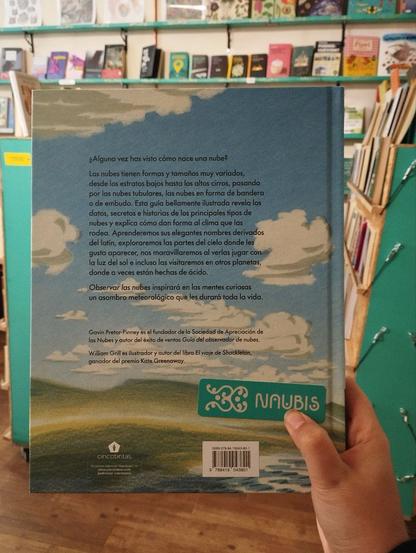 ¿Alguna vez has visto cómo nace una nube?
Las nubes tienen formas y tamaños muy variados,
desde los estratos bajos hasta los altos cirros, pasando
por las nubes tubulares, las nubes en forma de bandera
o de embudo. Esta guía bellamente ilustrada revela los
datos, secretos e historias de los principales tipos de
nubes y explica cómo dan forma al clima que las
rodea. Aprenderemos sus elegantes nombres derivados
del latín, exploraremos las partes del cielo donde les
gusta aparecer, nos maravillaremos al verlas jugar con
la luz del sol e incluso las visitaremos en otros planetas,
donde a veces están hechas de ácido.
Observar las nubes inspirará en las mentes curiosas
un asombro meteorológico que les durará toda la vida.
Gavin Pretor-Pinney es el fundador de la Sociedad de Apreciación de
las Nubes y autor del éxito de ventas Guía del observador de nubes.
William Grill es ilustrador y autor del libro El viaje de Shackleton,
ganador del premio Kate Greenaway.
NAUBIS
cincotintas